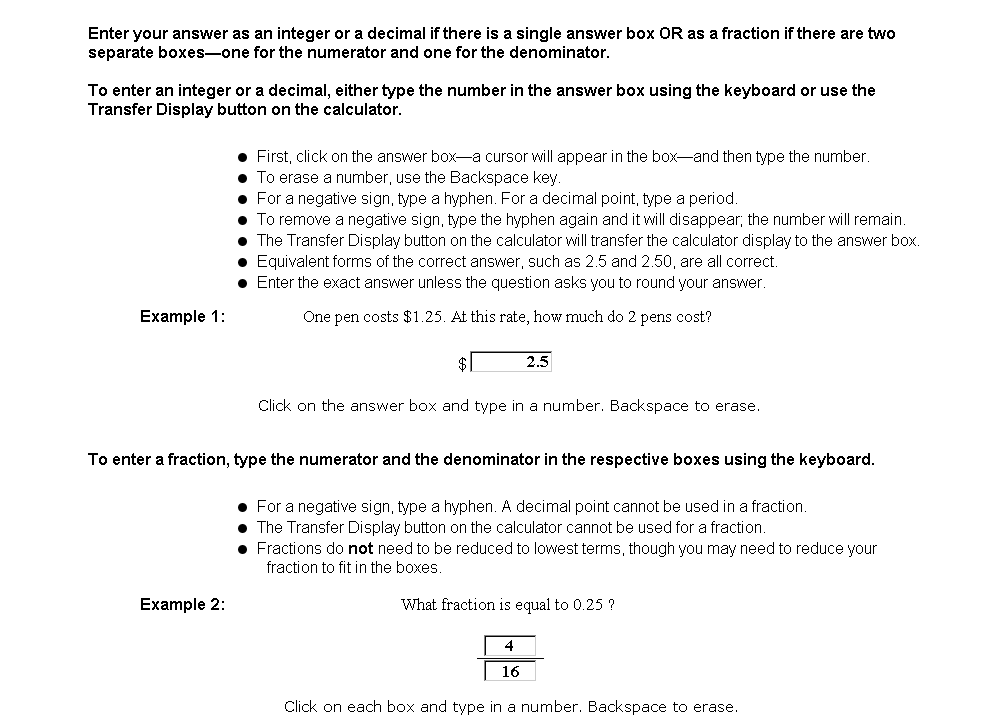 Enter your answer as an integer or a decimal if there is a single answer box OR as a fraction if there are two
separate boxes—one for the numerator and one for the denominator.
To enter an integer or a decimal, either type the number in the answer box using the keyboard or use the
Transfer Display button on the calculator.
● First, click on the answer box—a cursor will appear in the box—and then type the number.
● To erase a number, use the Backspace key.
● For a negative sign, type a hyphen. For a decimal point, type a period.
● To remove a negative sign, type the hyphen again and it will disappear; the number will remain.
● The Transfer Display button on the calculator will transfer the calculator display to the answer box.
● Equivalent forms of the correct answer, such as 2.5 and 2.50, are all correct.
● Enter the exact answer unless the question asks you to round your answer.
Example 1: One pen costs $1.25. At this rate, how much do 2 pens cost?
$ 2.5
Click on the answer box and type in a number. Backspace to erase.
To enter a fraction, type the numerator and the denominator in the respective boxes using the keyboard.
● For a negative sign, type a hyphen. A decimal point cannot be used in a fraction.
● The Transfer Display button on the calculator cannot be used for a fraction.
● Fractions do not need to be reduced to lowest terms, though you may need to reduce your
fraction to fit in the boxes.
Example 2: What fraction is equal to 0.25 ?
4
16
Click on each box and type in a number. Backspace to erase.